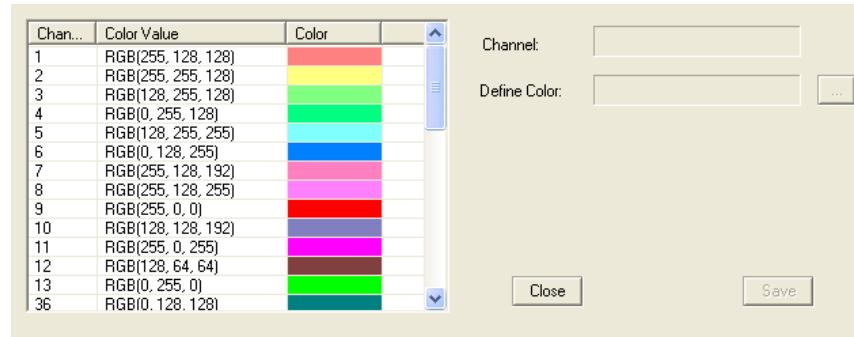 Chan... Color Value Color
1 RGB(255, 128, 128)
2 RGB(255, 255, 128)
3 RGB(128, 255, 128)
4 RGB(0, 255, 128)
5 RGB(128, 255, 255)
6 RGB(0, 128, 255)
7 RGB(255, 128, 192)
8 RGB(255, 128, 255)
9 RGB(255, 0, 0)
10 RGB(128, 128, 192)
11 RGB(255, 0, 255)
12 RGB(128, 64, 64)
13 RGB(0, 255, 0)
36 RGB(0, 128, 128)
Channel:
Define Color: ...
Close Save